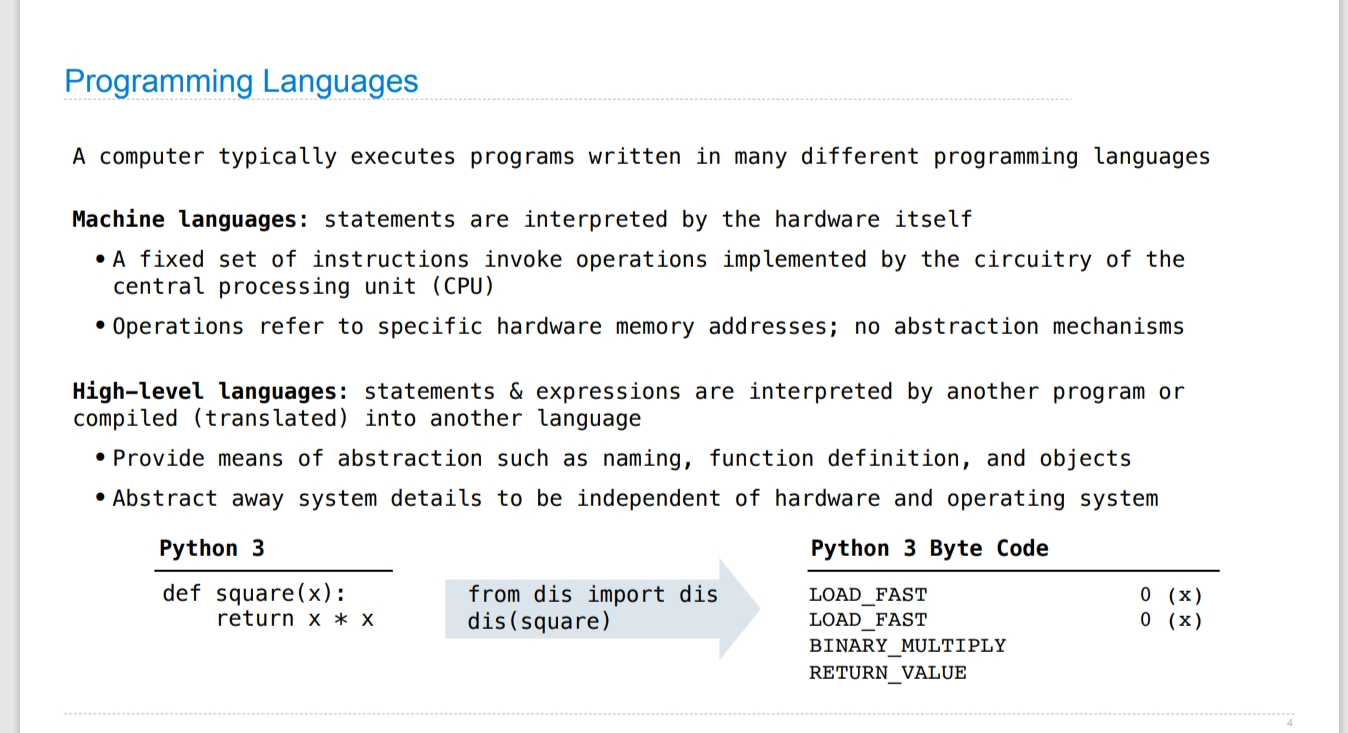 Programming Languages
A computer typically executes programs written in many different programming languages
Machine languages: statements are interpreted by the hardware itself
• A fixed set of instructions invoke operations implemented by the circuitry of the
central processing unit (CPU)
• Operations refer to specific hardware memory addresses; no abstraction mechanisms
High-level languages: statements & expressions are interpreted by another program or
compiled (translated) into another language
• Provide means of abstraction such as naming, function definition, and objects
• Abstract away system details to be independent of hardware and operating system
Python 3
def square(x):
    return x * x
from dis import dis
dis(square)
Python 3 Byte Code
LOAD_FAST 0 (x)
LOAD_FAST 0 (x)
BINARY_MULTIPLY
RETURN_VALUE
4